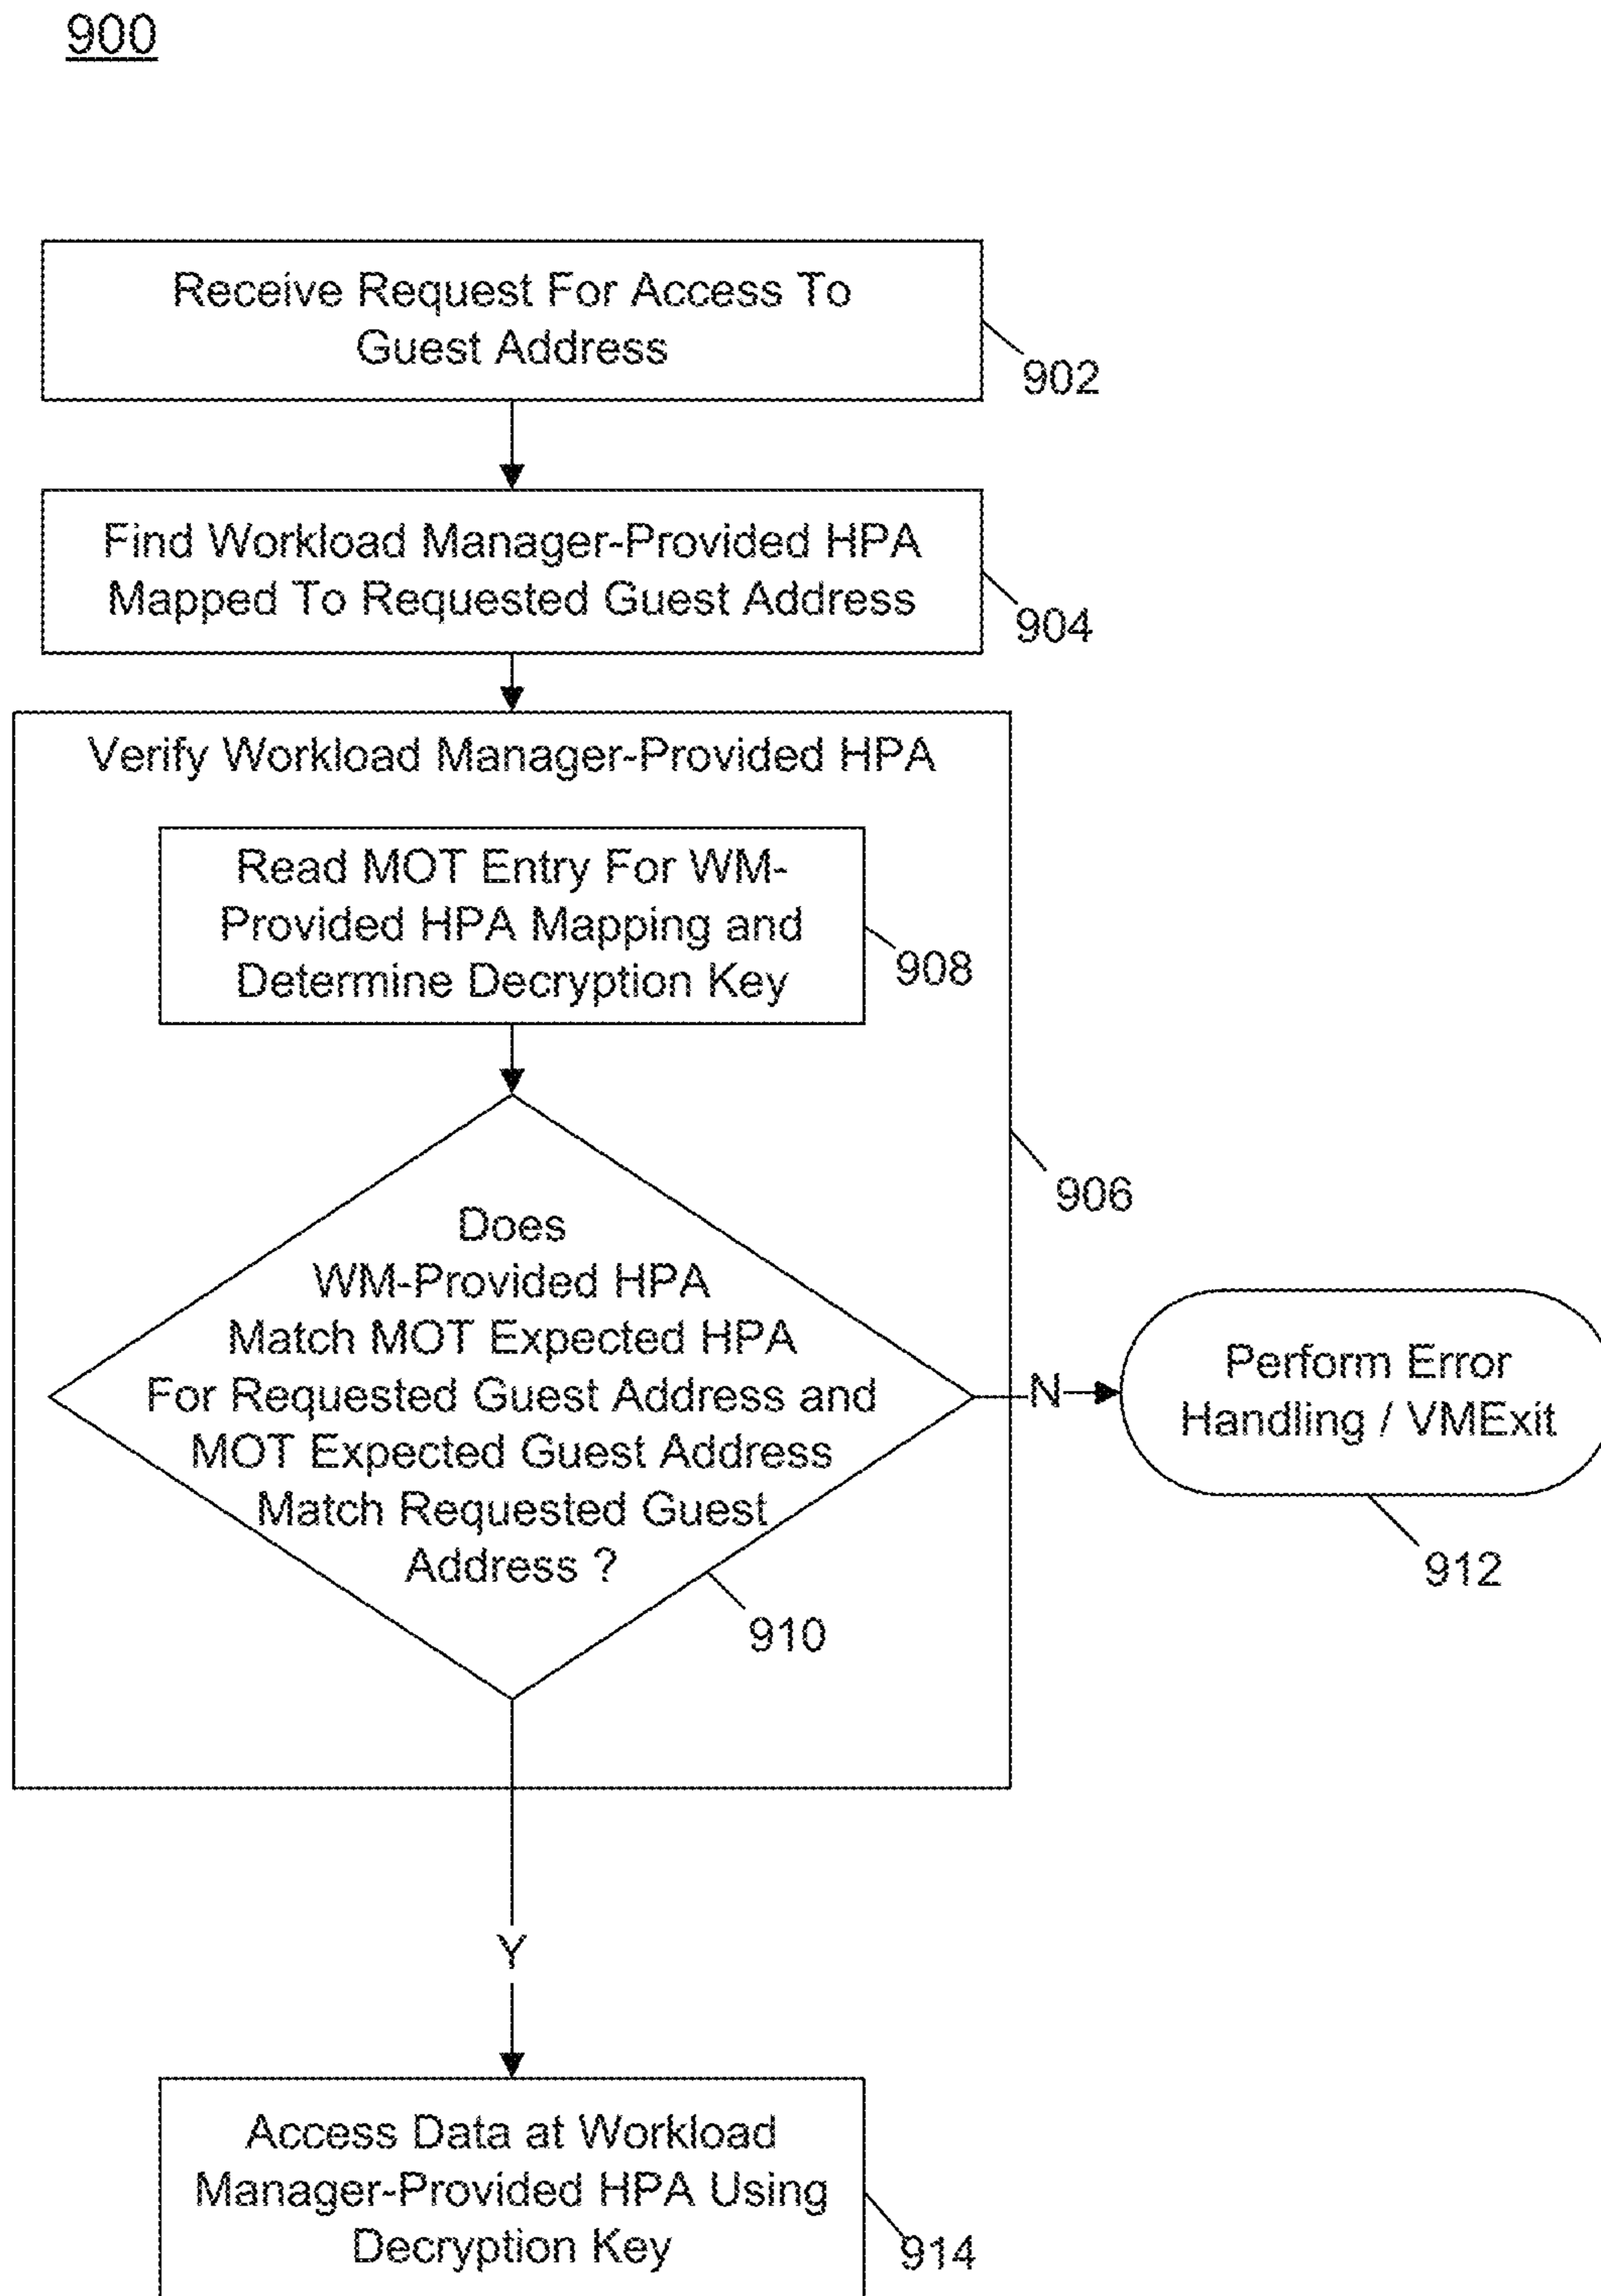 900
Receive Request For Access To
Guest Address
902
Find Workload Manager-Provided HPA
Mapped To Requested Guest Address
904
Verify Workload Manager-Provided HPA
Read MOT Entry For WM-
Provided HPA Mapping and
Determine Decryption Key
908
906
Does
WM-Provided HPA
Match MOT Expected HPA
For Requested Guest Address and
MOT Expected Guest Address
Match Requested Guest
Address ?
910
N
Perform Error
Handling / VMExit
912
Y
Access Data at Workload
Manager-Provided HPA Using
Decryption Key
914